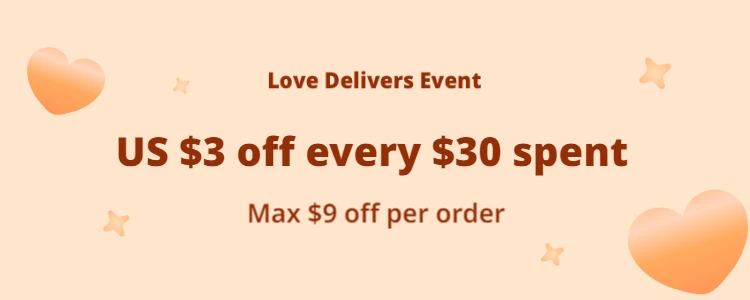 Love Delivers Event
US $3 off every $30 spent
Max $9 off per order